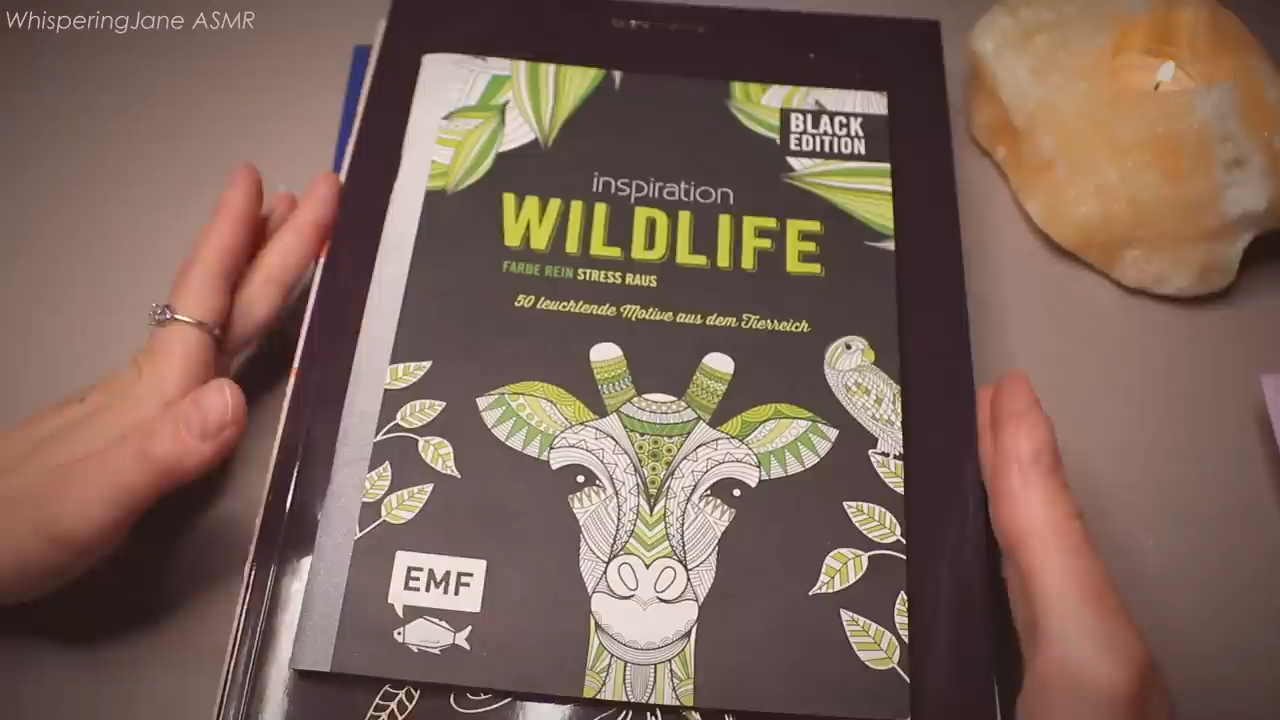 WhisperingJane ASMR
BLACK
EDITION
inspiration
WILDLIFE
FARBE REIN STRESS RAUS
50 leuchtende Motive aus dem Tierreich
EMF